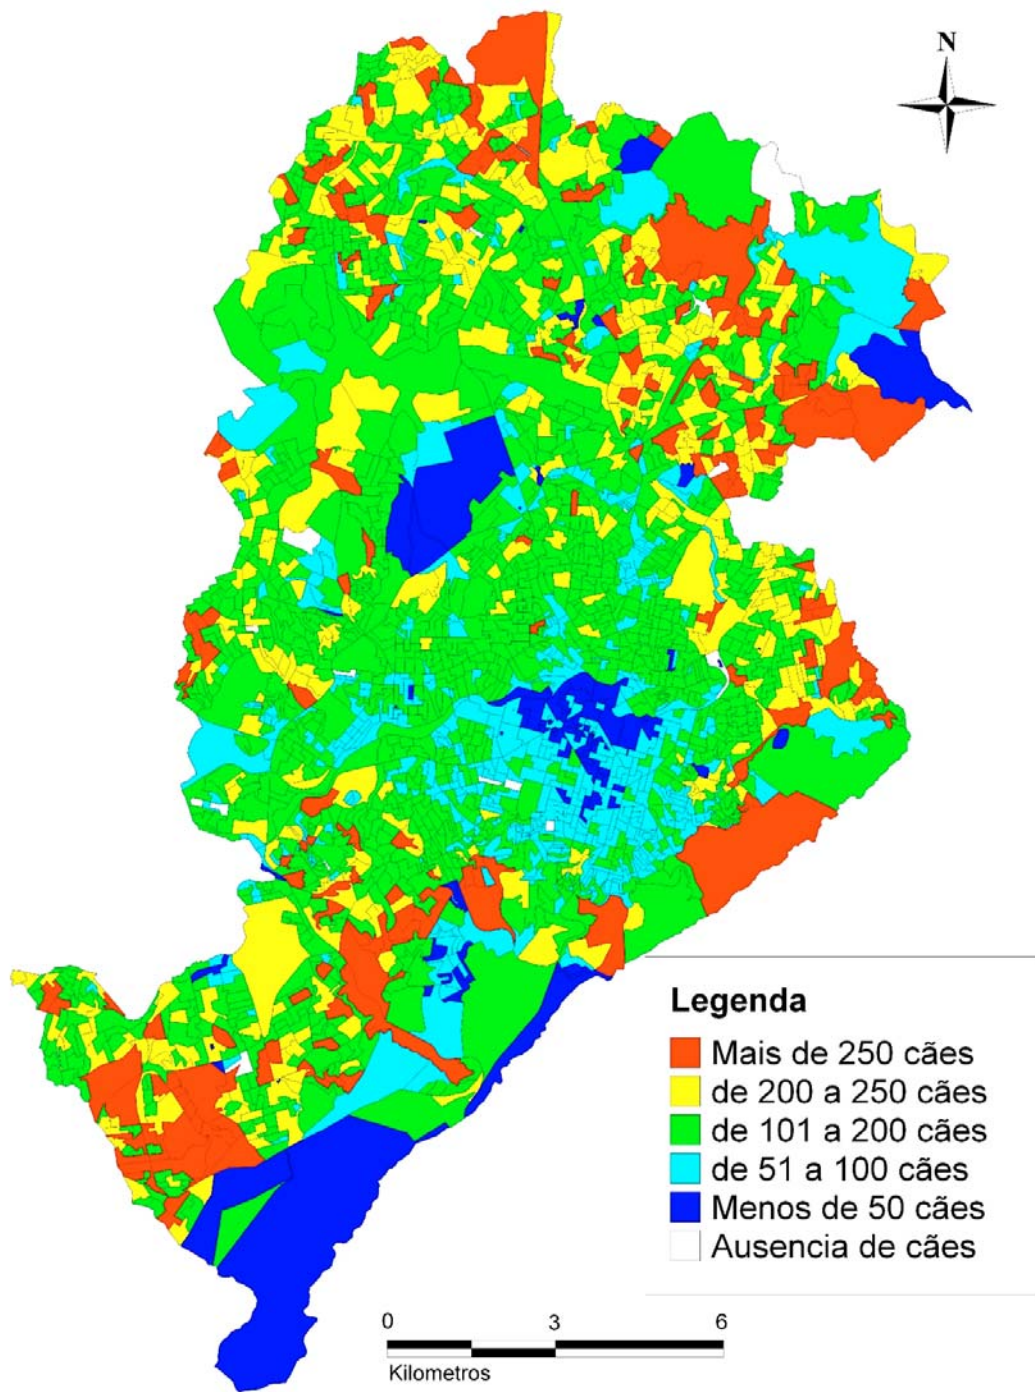 N
Legenda
Mais de 250 cães
de 200 a 250 cães
de 101 a 200 cães
de 51 a 100 cães
Menos de 50 cães
Ausencia de cães
0 3 6
Kilometros